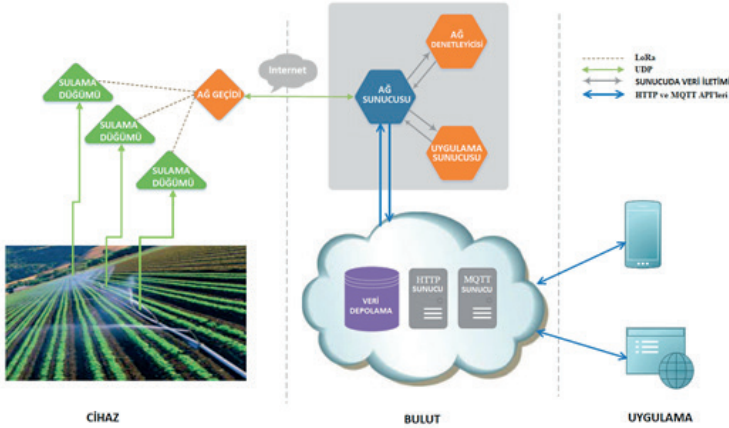 SULAMA
DÜĞÜMÜ
SULAMA
DÜĞÜMÜ
SULAMA
DÜĞÜMÜ
AĞ GEÇİDİ
Internet
AĞ
SUNUCUSU
AĞ
DENETLEYİCİSİ
UYGULAMA
SUNUCUSU
LoRa
UDP
SUNUCUDA VERİ İLETİMİ
HTTP ve MQTT API'leri
VERİ
DEPOLAMA
HTTP
SUNUCU
MQTT
SUNUCU
CİHAZ
BULUT
UYGULAMA